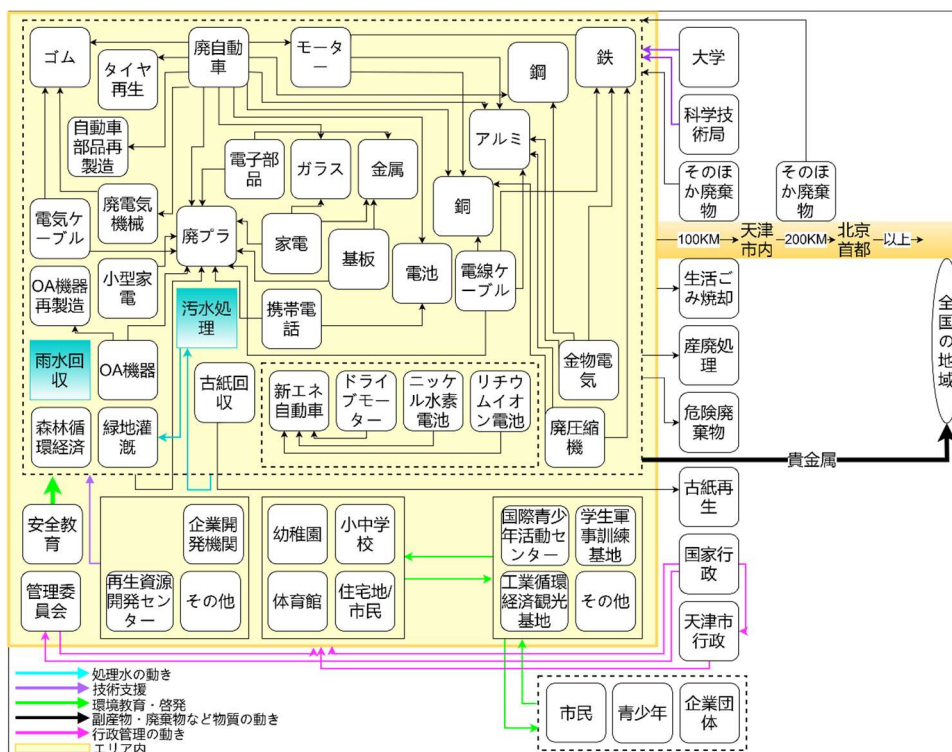 ゴム
廃自動
車
モータ
ー
鋼
鉄
大学
タイヤ
再生
科学技
術局
自動車
部品再
製造
電子部
品
ガラス
金属
アルミ
そのほ
か廃棄
物
そのほ
か廃棄
物
電気ケ
ーブル
廃電気
機械
廃プラ
家電
基板
銅
100KM
天津
市内
200KM
北京
首都
以上
OA機器
再製造
小型家
電
電池
電線ケ
ーブル
生活ご
み焼却
全国の地域
雨水回
収
OA機器
汚水処
理
携帯電
話
金物電
気
産廃処
理
古紙回
収
新エネ
自動車
ドライ
ブモー
ター
ニッケ
ル水素
電池
リチウ
ムイオ
ン電池
危険廃
棄物
森林循
環経済
緑地灌
漑
廃圧縮
機
貴金属
古紙再
生
安全教
育
企業開
発機関
幼稚園
小中学
校
国際青少
年活動セ
ンター
学生軍
事訓練
基地
国家行
政
管理委
員会
再生資源
開発セン
ター
その他
体育館
住宅地/
市民
工業循環
経済観光
基地
その他
天津市
行政
処理水の動き
技術支援
環境教育・啓発
副産物・廃棄物など物質の動き
行政管理の動き
エリア内
市民
青少年
企業団
体